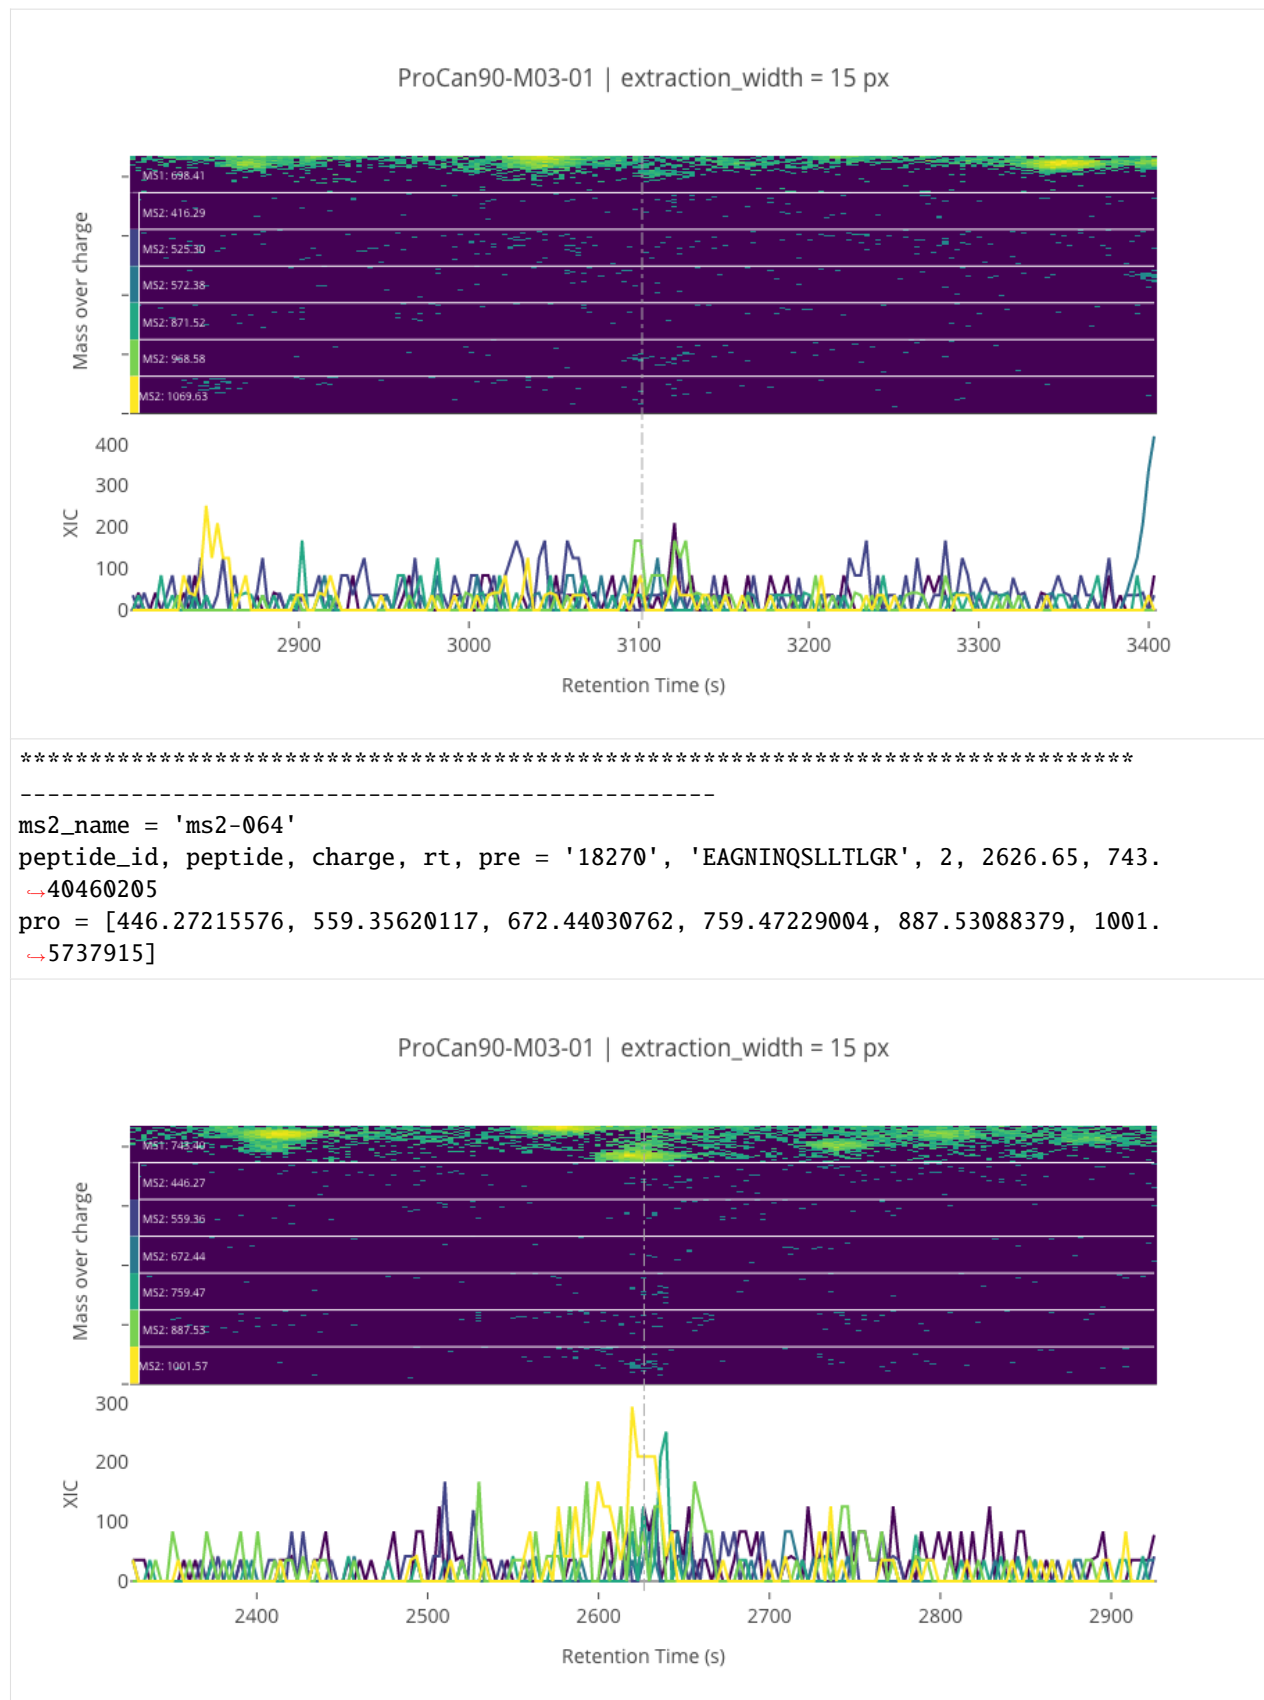 ProCan90-M03-01 | extraction_width = 15 px
Mass over charge
MS1: 698.41
MS2: 416.29
MS2: 525.30
MS2: 572.38
MS2: 871.52
MS2: 968.58
MS2: 1069.63
XIC
400
300
200
100
0
2900 3000 3100 3200 3300 3400
Retention Time (s)
********************************************************************************
--------------------------------------------------
ms2_name = 'ms2-064'
peptide_id, peptide, charge, rt, pre = '18270', 'EAGNINQSLLTLGR', 2, 2626.65, 743.
↪40460205
pro = [446.27215576, 559.35620117, 672.44030762, 759.47229004, 887.53088379, 1001.
↪5737915]
ProCan90-M03-01 | extraction_width = 15 px
Mass over charge
MS1: 743.40
MS2: 446.27
MS2: 559.36
MS2: 672.44
MS2: 759.47
MS2: 887.53
MS2: 1001.57
XIC
300
200
100
0
2400 2500 2600 2700 2800 2900
Retention Time (s)